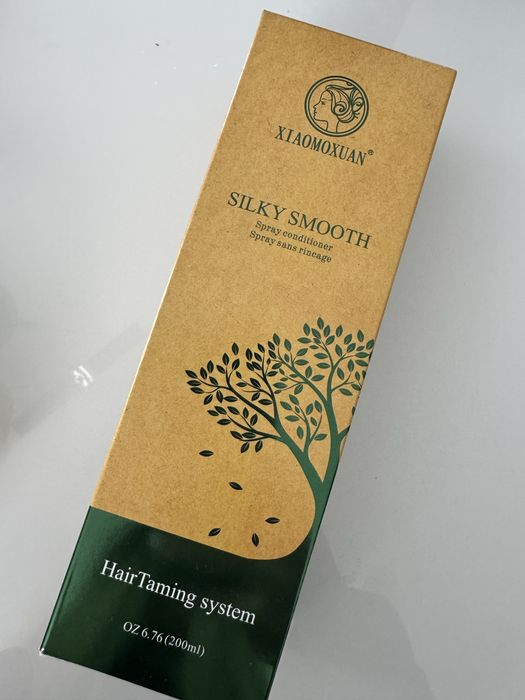 XIAOMOXUAN®
SILKY SMOOTH
Spray conditioner
Spray sans rincage
HairTaming system
OZ 6.76 (200ml)